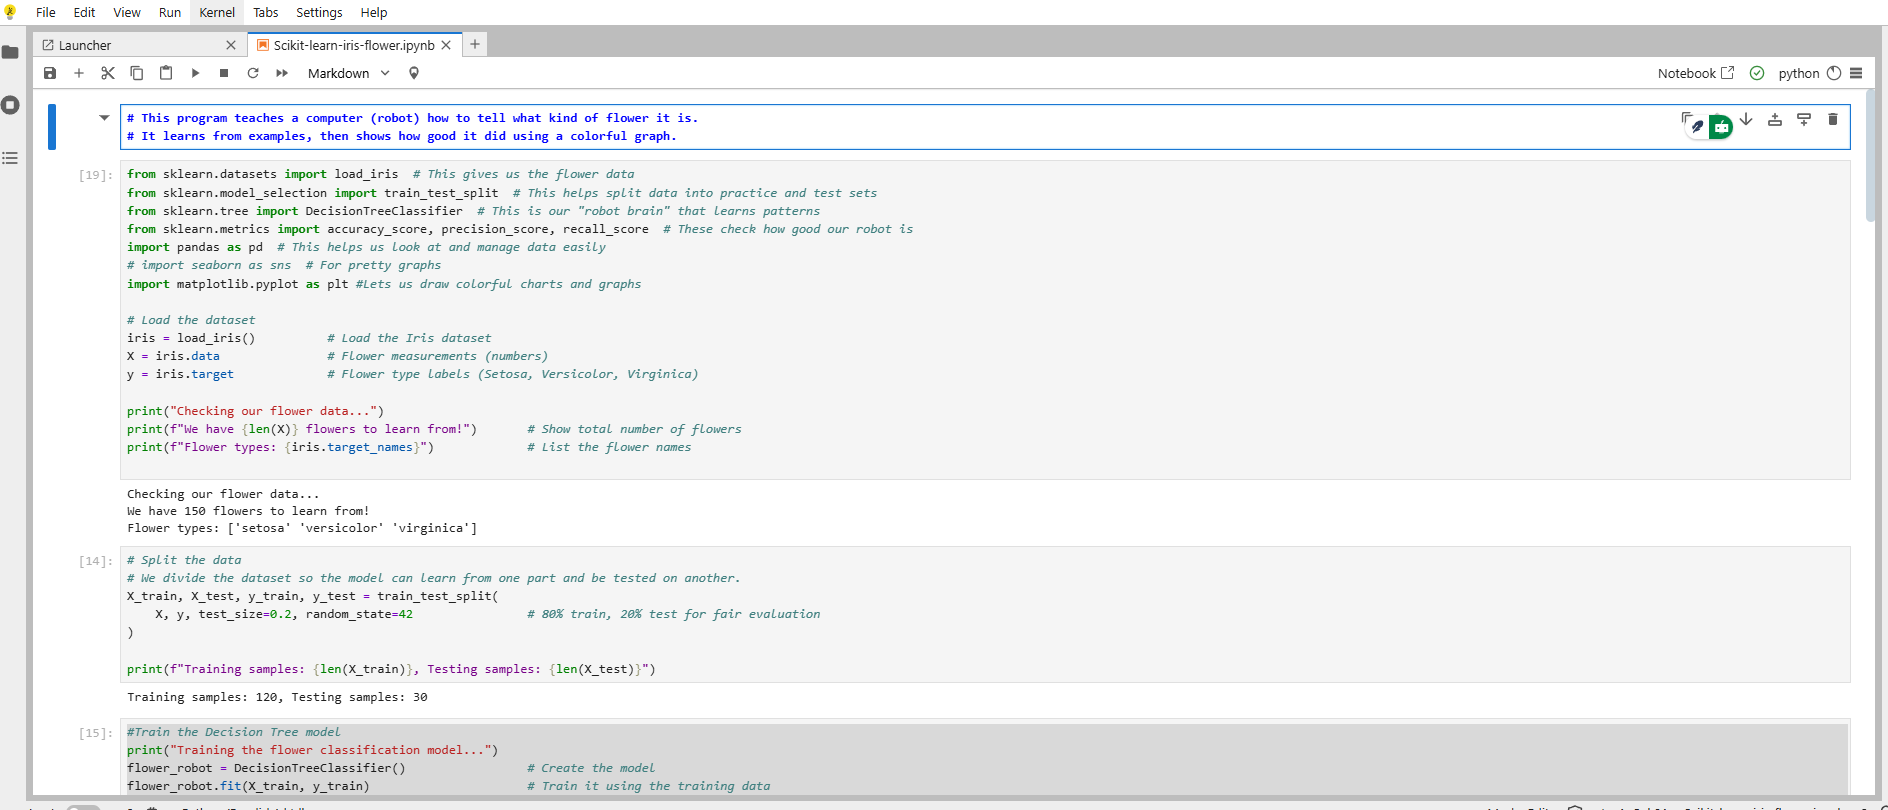 File Edit View Run Kernel Tabs Settings Help
Launcher
Scikit-learn-iris-flower.ipynb
Markdown
Notebook
python
# This program teaches a computer (robot) how to tell what kind of flower it is.
# It learns from examples, then shows how good it did using a colorful graph.
[19]:
from sklearn.datasets import load_iris  # This gives us the flower data
from sklearn.model_selection import train_test_split  # This helps split data into practice and test sets
from sklearn.tree import DecisionTreeClassifier  # This is our "robot brain" that learns patterns
from sklearn.metrics import accuracy_score, precision_score, recall_score  # These check how good our robot is
import pandas as pd  # This helps us look at and manage data easily
# import seaborn as sns  # For pretty graphs
import matplotlib.pyplot as plt #Lets us draw colorful charts and graphs
# Load the dataset
iris = load_iris()          # Load the Iris dataset
X = iris.data               # Flower measurements (numbers)
y = iris.target             # Flower type labels (Setosa, Versicolor, Virginica)
print("Checking our flower data...")
print(f"We have {len(X)} flowers to learn from!")       # Show total number of flowers
print(f"Flower types: {iris.target_names}")             # List the flower names
Checking our flower data...
We have 150 flowers to learn from!
Flower types: ['setosa' 'versicolor' 'virginica']
[14]:
# Split the data
# We divide the dataset so the model can learn from one part and be tested on another.
X_train, X_test, y_train, y_test = train_test_split(
    X, y, test_size=0.2, random_state=42                # 80% train, 20% test for fair evaluation
)
print(f"Training samples: {len(X_train)}, Testing samples: {len(X_test)}")
Training samples: 120, Testing samples: 30
[15]:
#Train the Decision Tree model
print("Training the flower classification model...")
flower_robot = DecisionTreeClassifier()                 # Create the model
flower_robot.fit(X_train, y_train)                      # Train it using the training data